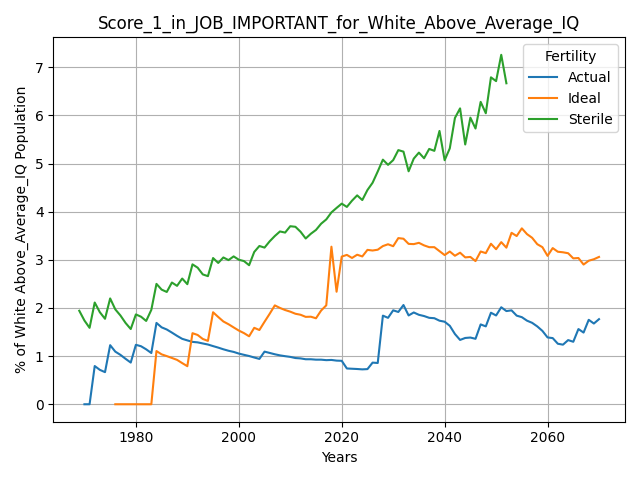 Score_1_in_JOB_IMPORTANT_for_White_Above_Average_IQ
% of White Above_Average_IQ Population
7
6
5
4
3
2
1
0
Fertility
Actual
Ideal
Sterile
1980
2000
2020
2040
2060
Years